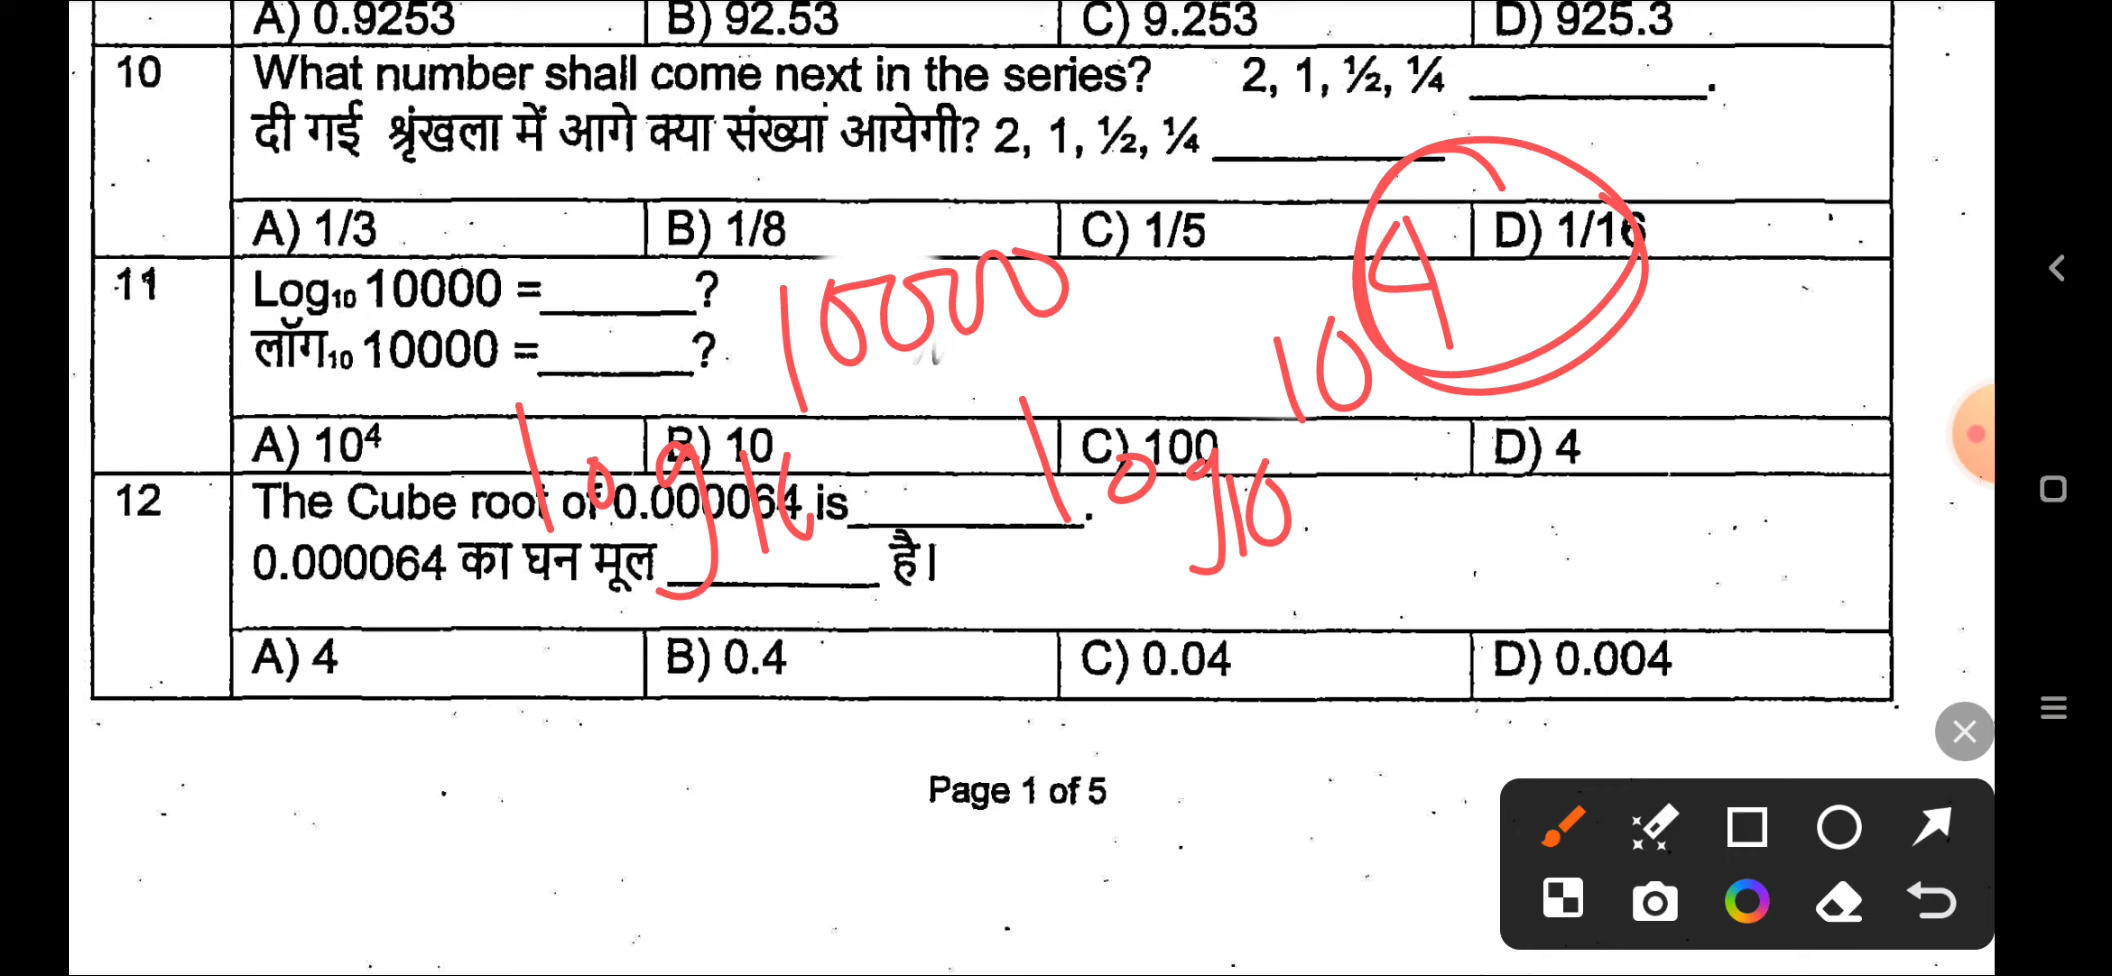 A) 0.9253 B) 92.53 C) 9.253 D) 925.3
10 What number shall come next in the series? 2, 1, ½, ¼ ________.
दी गई श्रृंखला में आगे क्या संख्या आयेगी? 2, 1, ½, ¼ ________
A) 1/3 B) 1/8 C) 1/5 D) 1/16
11 Log₁₀ 10000 = ______?
लॉग₁₀ 10000 = ______?
10000
10⁴
A) 10⁴ B) 10 C) 100 D) 4
log10 log10
12 The Cube root of 0.000064 is ________.
0.000064 का घन मूल ________ है।
A) 4 B) 0.4 C) 0.04 D) 0.004
Page 1 of 5